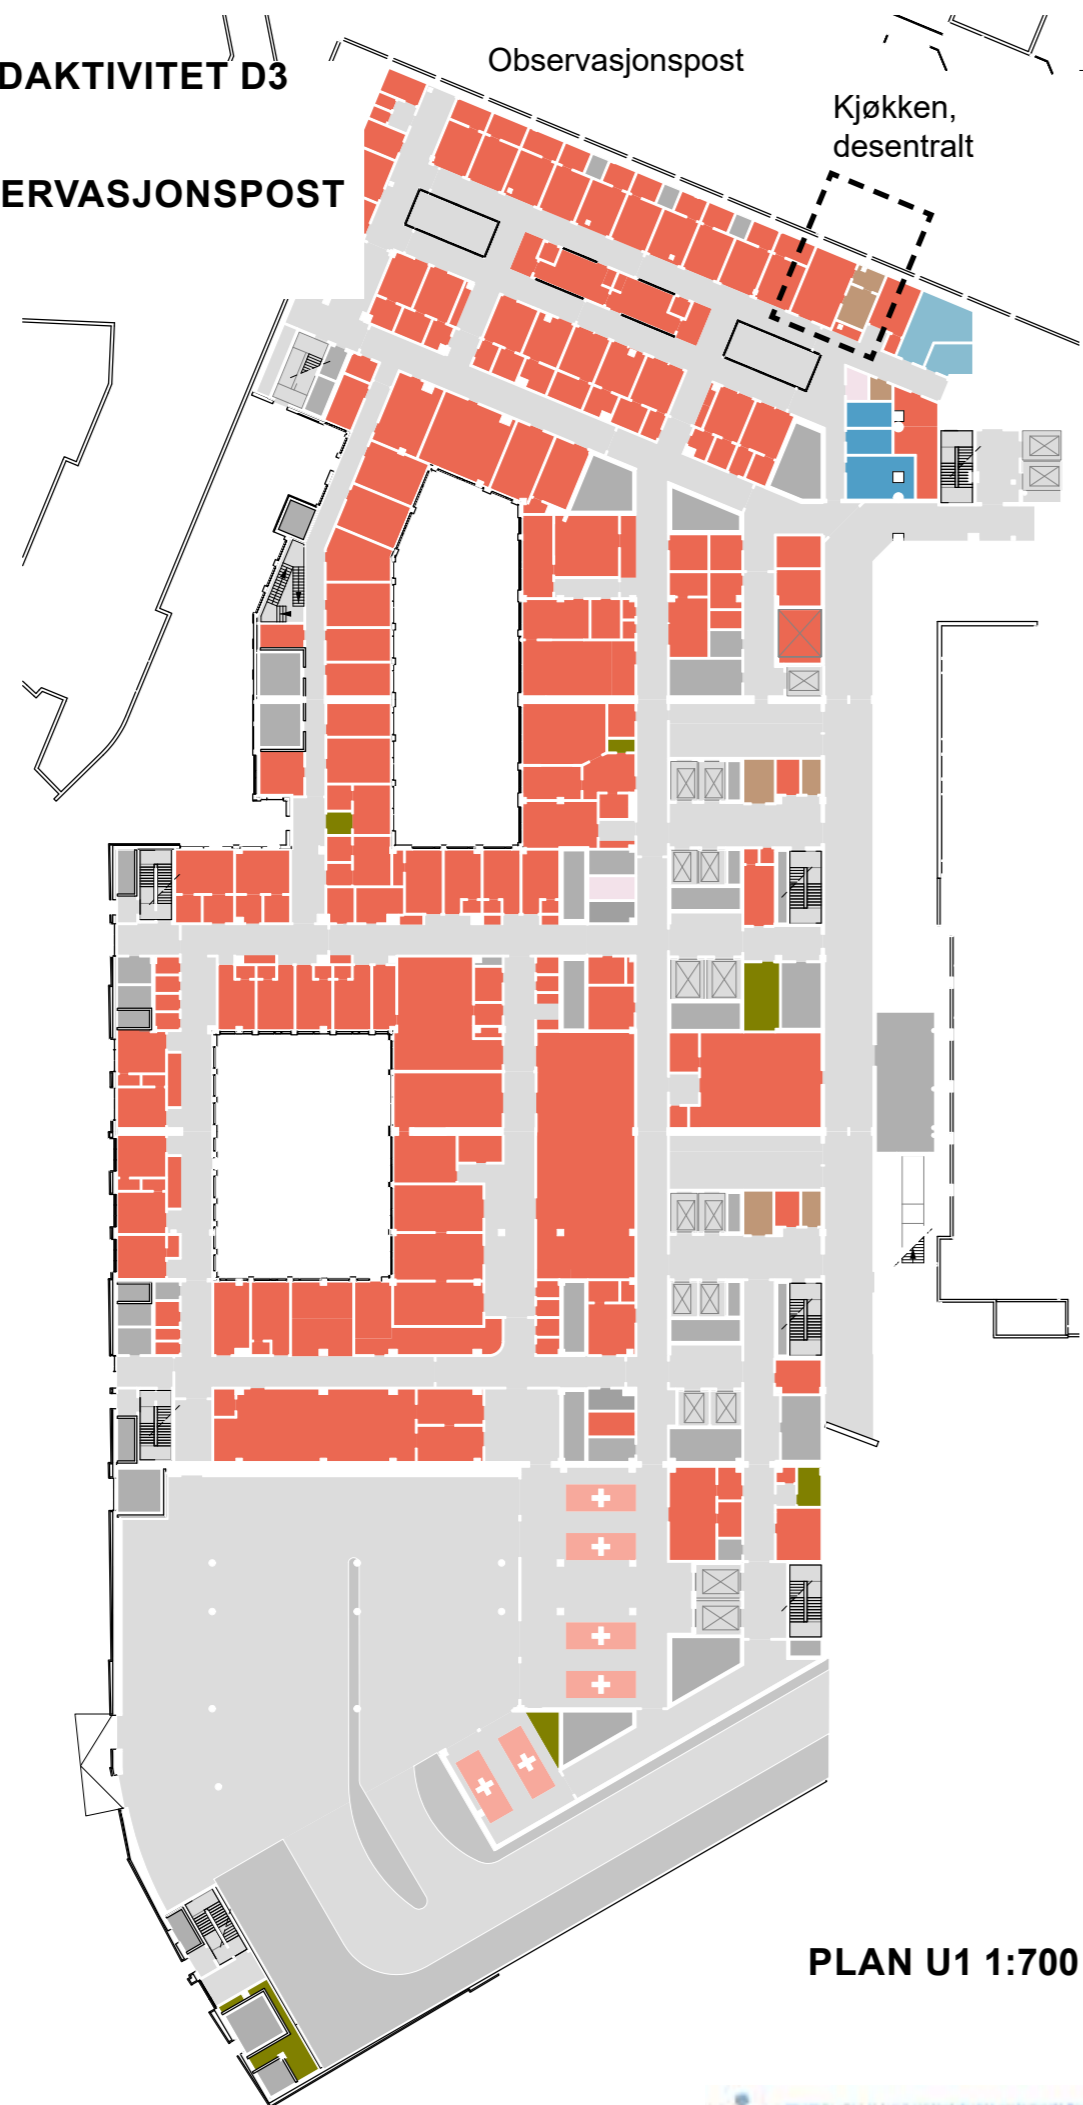 DAKTIVITET D3
Observasjonspost
Kjøkken,
desentralt
ERVASJONSPOST
PLAN U1 1:700